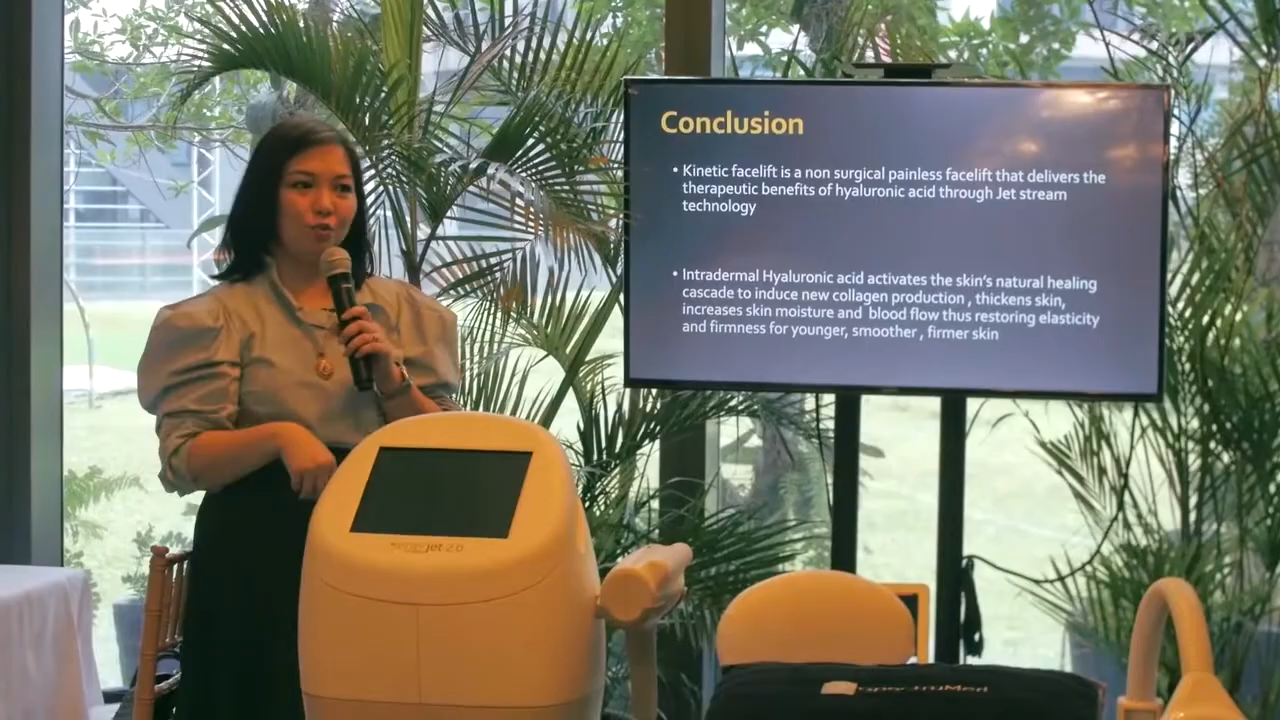 Conclusion
• Kinetic facelift is a non surgical painless facelift that delivers the
therapeutic benefits of hyaluronic acid through Jet stream
technology
• Intradermal Hyaluronic acid activates the skin's natural healing
cascade to induce new collagen production , thickens skin,
increases skin moisture and blood flow thus restoring elasticity
and firmness for younger, smoother , firmer skin